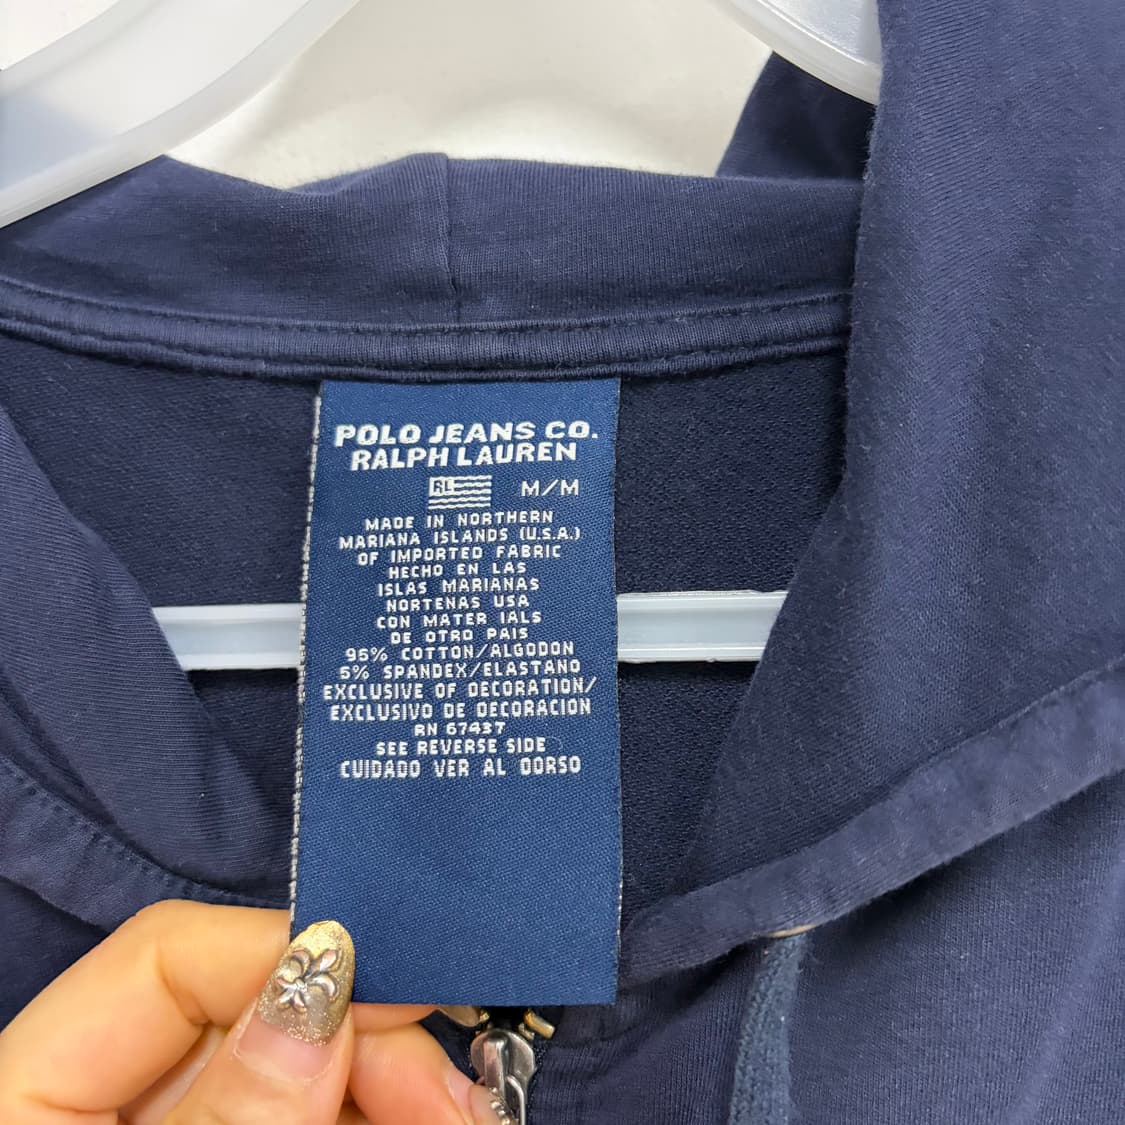 POLO JEANS CO.
RALPH LAUREN
RL M/M
MADE IN NORTHERN
MARIANA ISLANDS (U.S.A.)
OF IMPORTED FABRIC
HECHO EN LAS
ISLAS MARIANAS
NORTENAS USA
CON MATER IALS
DE OTRO PAIS
95% COTTON/ALGODON
5% SPANDEX/ELASTANO
EXCLUSIVE OF DECORATION/
EXCLUSIVO DE DECORACION
RN 67437
SEE REVERSE SIDE
CUIDADO VER AL DORSO